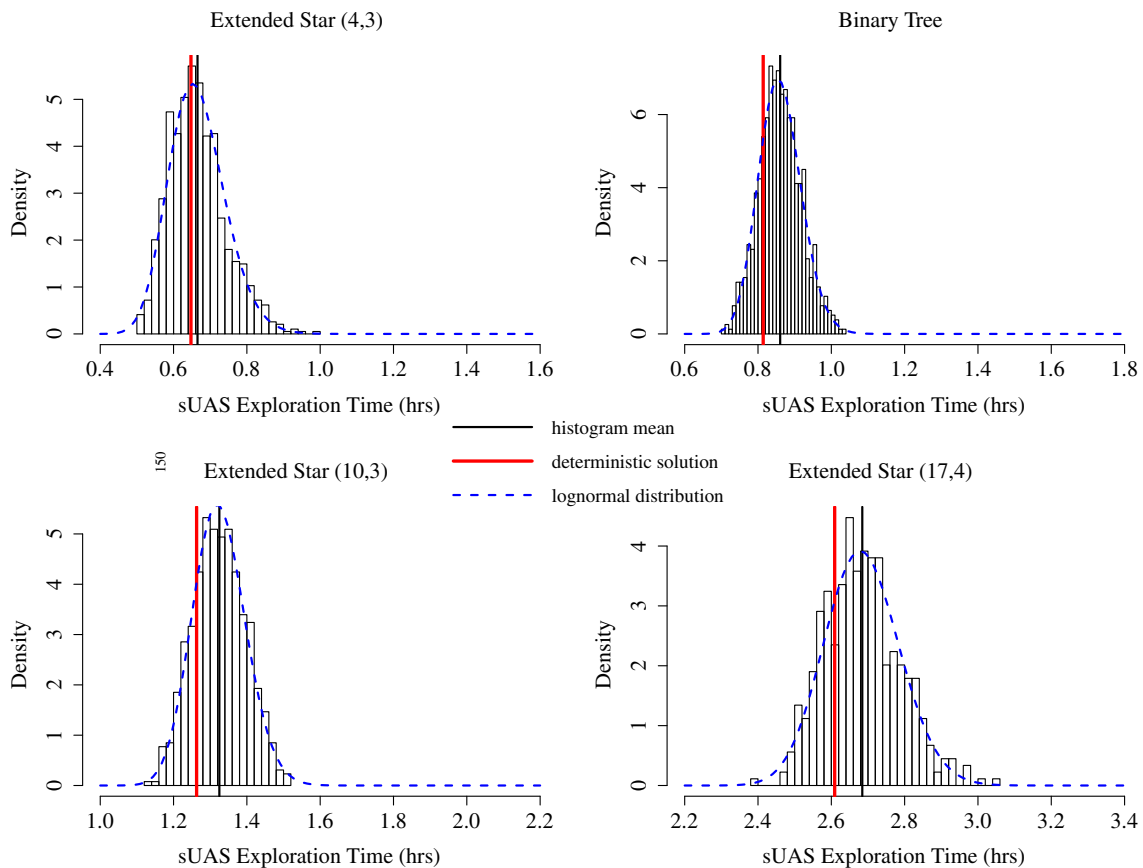 Extended Star (4,3)
Density
0 1 2 3 4 5
0.4 0.6 0.8 1.0 1.2 1.4 1.6
sUAS Exploration Time (hrs)
Binary Tree
Density
0 2 4 6
0.6 0.8 1.0 1.2 1.4 1.6 1.8
sUAS Exploration Time (hrs)
histogram mean
deterministic solution
lognormal distribution
150
Extended Star (10,3)
Density
0 1 2 3 4 5
1.0 1.2 1.4 1.6 1.8 2.0 2.2
sUAS Exploration Time (hrs)
Extended Star (17,4)
Density
0 1 2 3 4
2.2 2.4 2.6 2.8 3.0 3.2 3.4
sUAS Exploration Time (hrs)